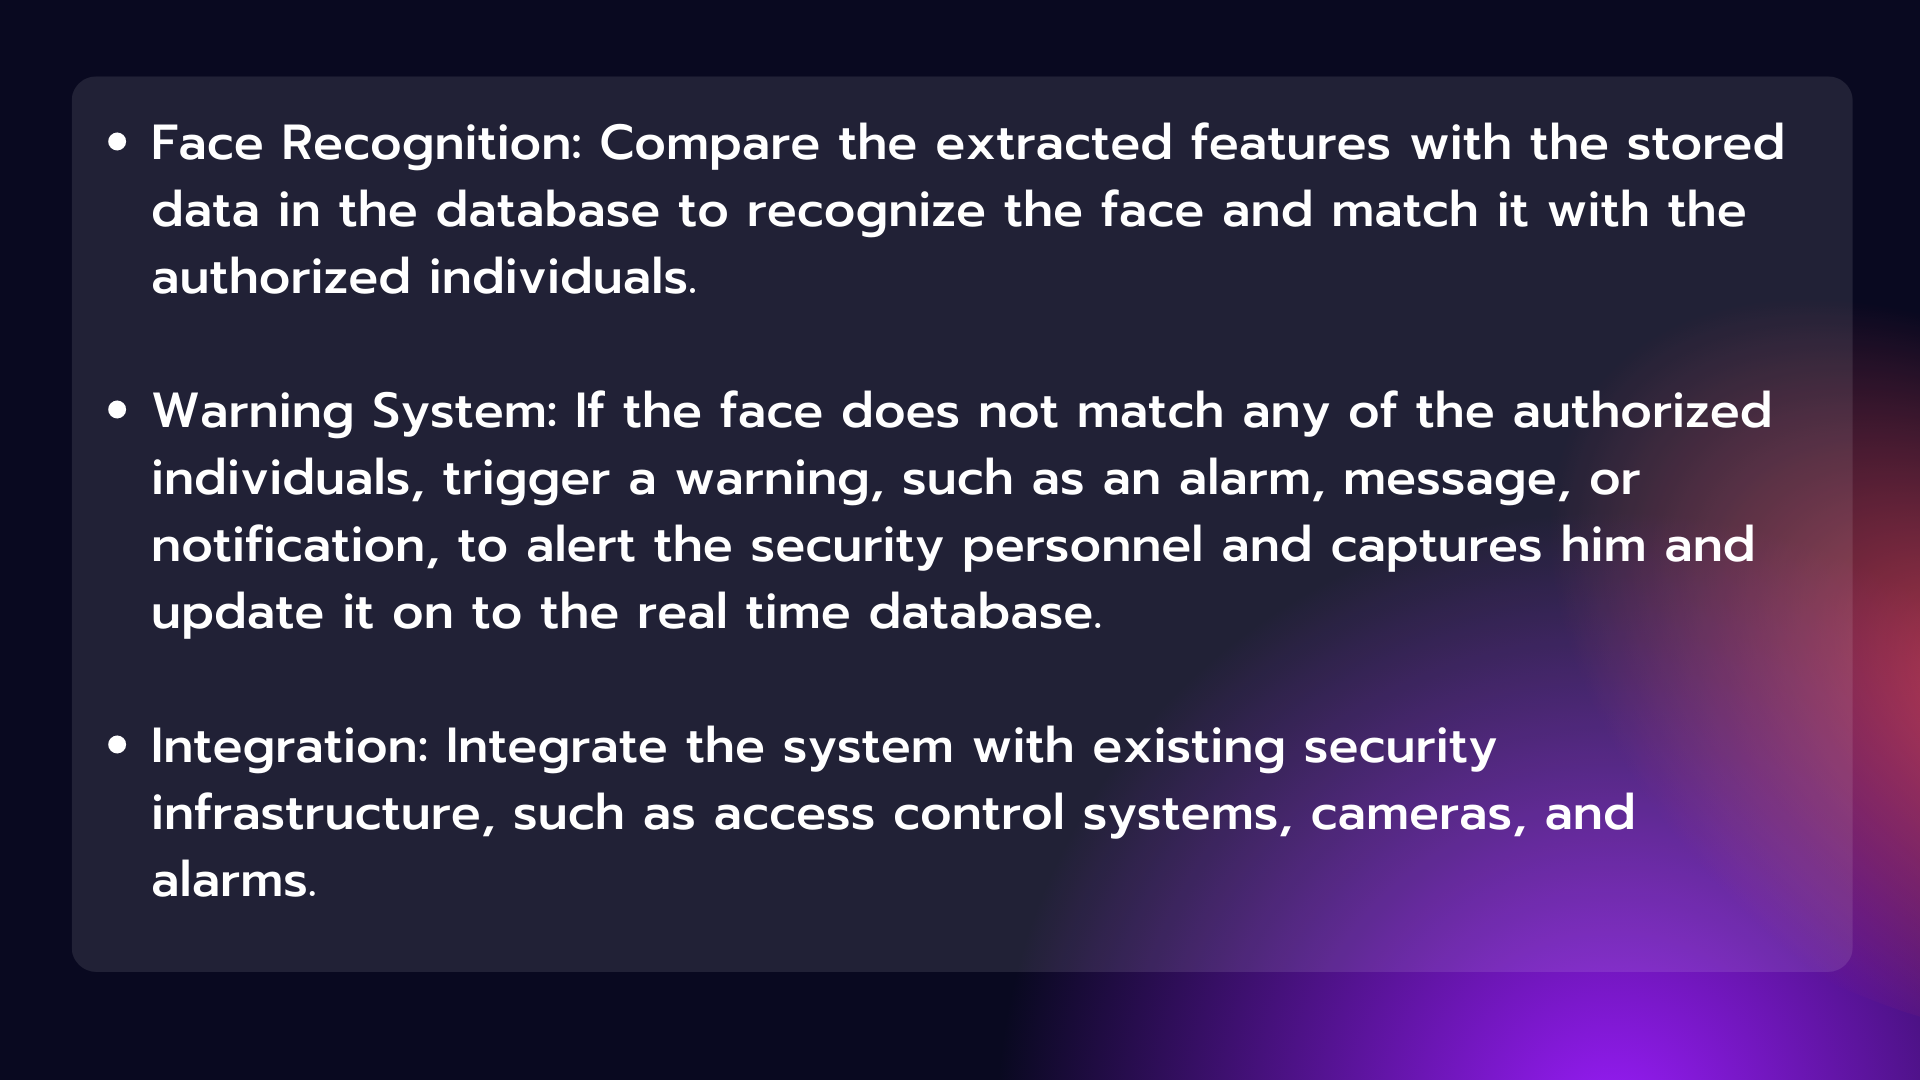 • Face Recognition: Compare the extracted features with the stored
data in the database to recognize the face and match it with the
authorized individuals.
• Warning System: If the face does not match any of the authorized
individuals, trigger a warning, such as an alarm, message, or
notification, to alert the security personnel and captures him and
update it on to the real time database.
• Integration: Integrate the system with existing security
infrastructure, such as access control systems, cameras, and
alarms.